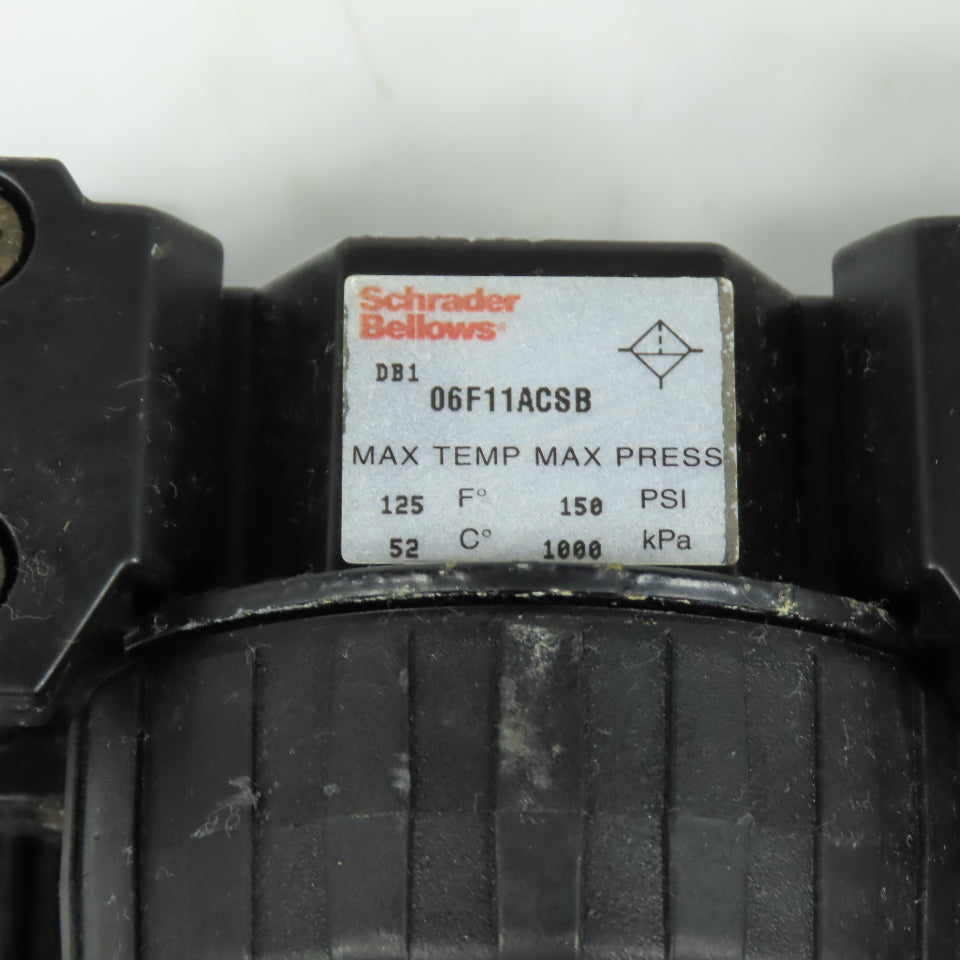 Schrader
Bellows®
DB1
06F11ACSB
MAX TEMP MAX PRESS
125 F° 150 PSI
52 C° 1000 kPa